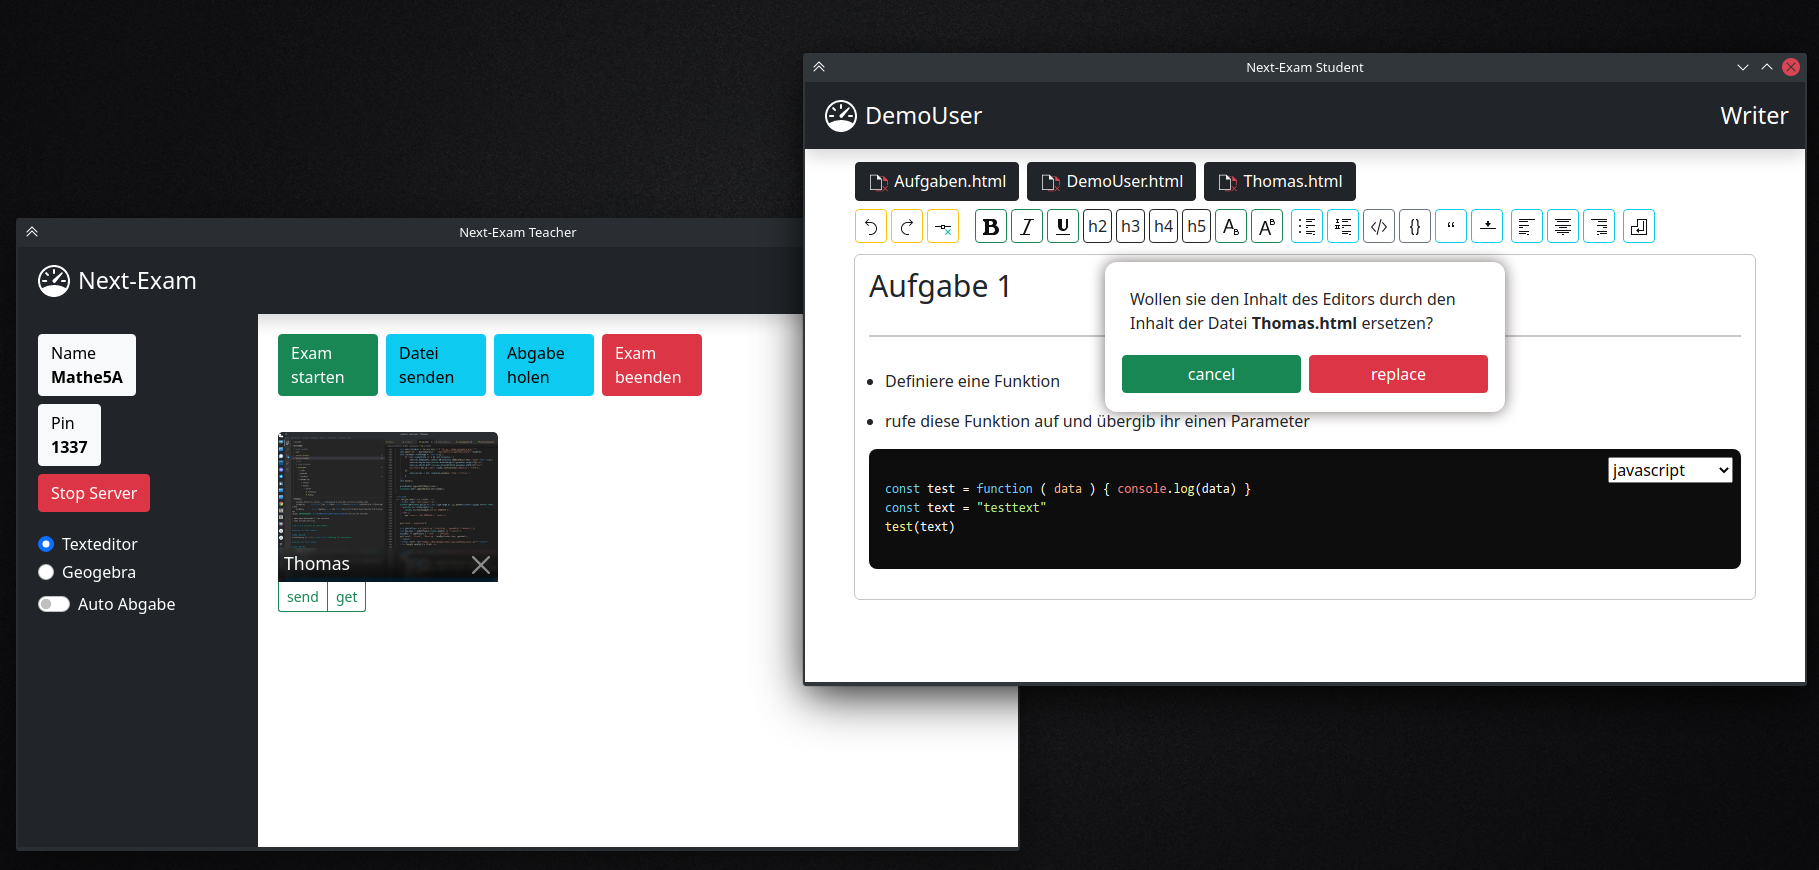 Next-Exam Teacher
Next-Exam
Name
Mathe5A
Pin
1337
Stop Server
Texteditor
Geogebra
Auto Abgabe
Exam
starten
Datei
senden
Abgabe
holen
Exam
beenden
Thomas
send
get
Next-Exam Student
DemoUser
Writer
Aufgaben.html
DemoUser.html
Thomas.html
B I U h2 h3 h4 h5 AB AB </> {} “
Aufgabe 1
Wollen sie den Inhalt des Editors durch den
Inhalt der Datei Thomas.html ersetzen?
cancel
replace
• Definiere eine Funktion
• rufe diese Funktion auf und übergib ihr einen Parameter
javascript
const test = function ( data ) { console.log(data) }
const text = "testtext"
test(text)